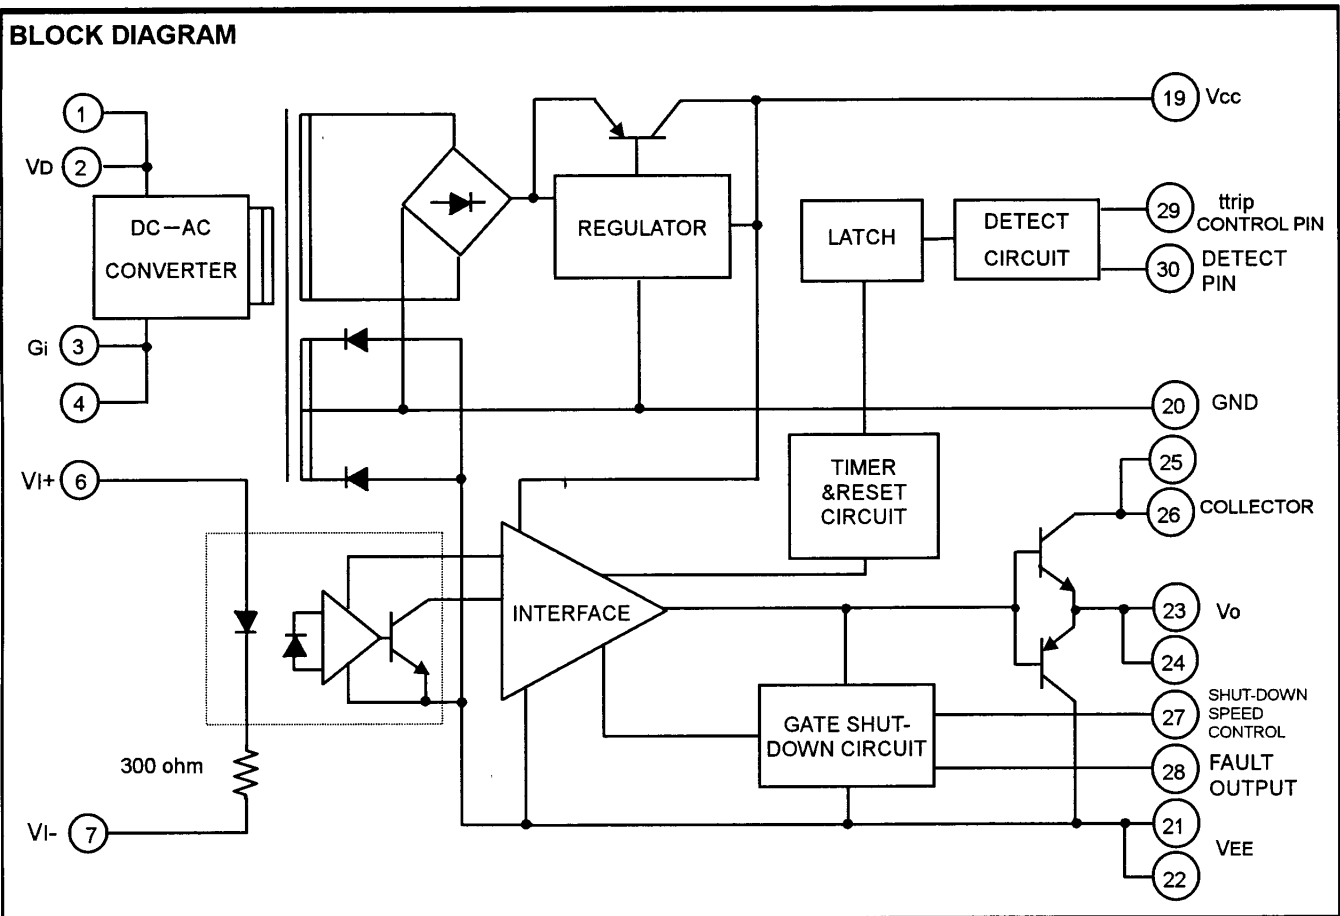 BLOCK DIAGRAM
1
VD 2
DC-AC
CONVERTER
Gi 3
4
VI+ 6
300 ohm
VI- 7
REGULATOR
LATCH
DETECT
CIRCUIT
TIMER
&RESET
CIRCUIT
INTERFACE
GATE SHUT-
DOWN CIRCUIT
19 Vcc
29 ttrip
CONTROL PIN
30 DETECT
PIN
20 GND
25
26 COLLECTOR
23 Vo
24
27 SHUT-DOWN
SPEED
CONTROL
28 FAULT
OUTPUT
21
VEE
22